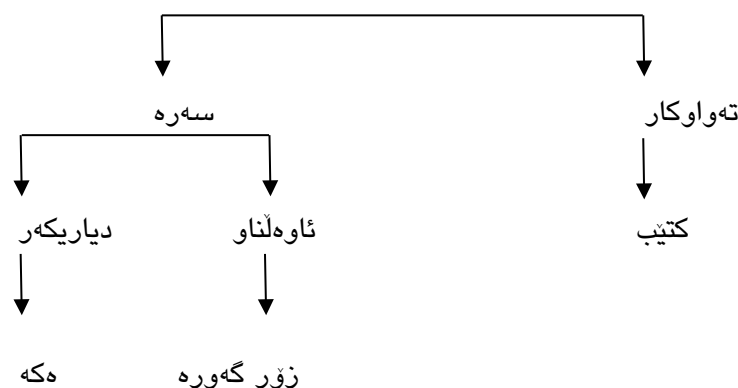 تەواوکار سەرە
کتێب ئاوەڵناو دیاریکەر
زۆر گەورە ەکە